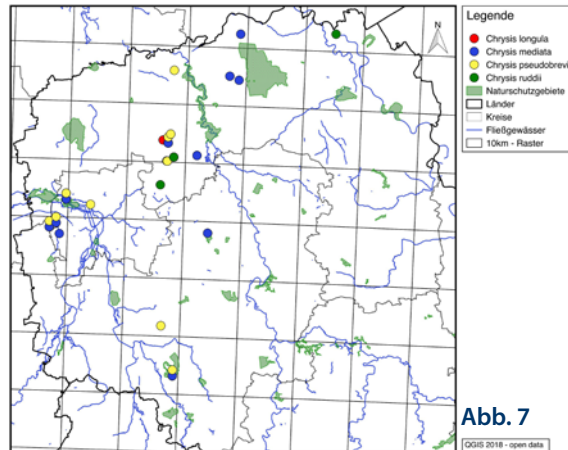 N
Legende
Chrysis longula
Chrysis mediata
Chrysis pseudobrevi
Chrysis ruddii
Naturschutzgebiete
Länder
Kreise
Fließgewässer
10km - Raster
P
Abb. 7
QGIS 2018 - open data